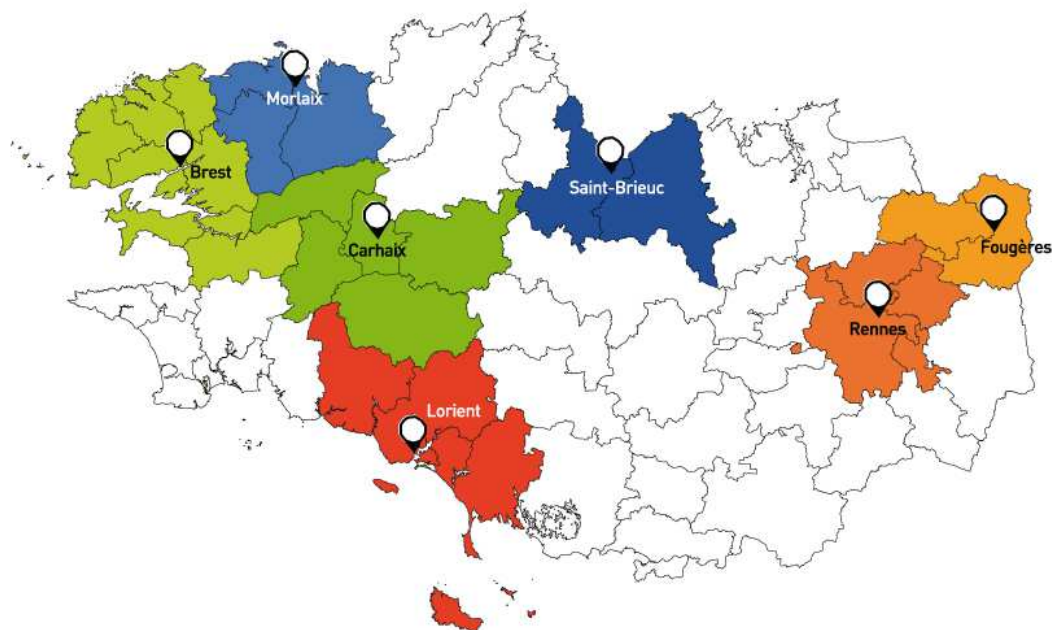 Morlaix
Brest
Saint-Brieuc
Carhaix
Fougères
Rennes
Lorient